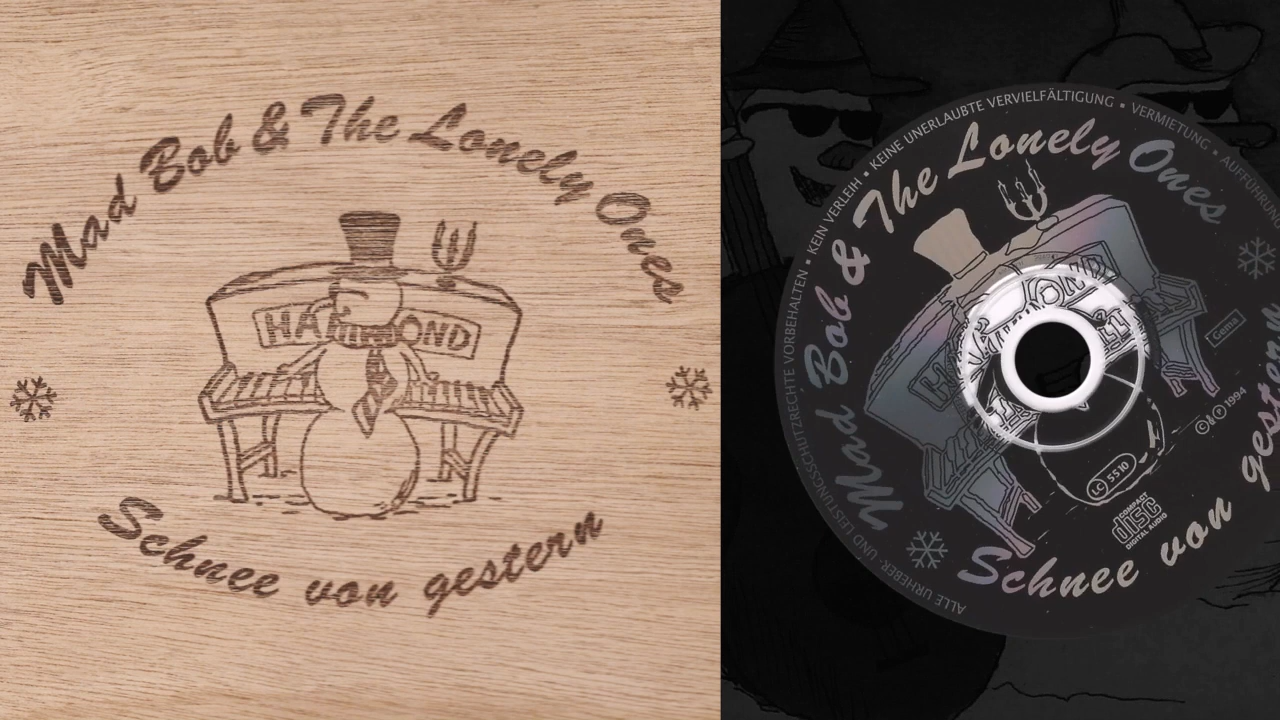 Mad Bob & The Lonely Ones
HAMMOND
Schnee von gestern
ALLE URHEBER- UND LEISTUNGSSCHUTZRECHTE VORBEHALTEN ▪ KEIN VERLEIH ▪ KEINE UNERLAUBTE VERVIELFÄLTIGUNG ▪ VERMIETUNG ▪ AUFFÜHRUNG
Mad Bob & The Lonely Ones
Gema
© & ℗ 1994
LC 5510
COMPACT
disc
DIGITAL AUDIO
Schnee von gestern